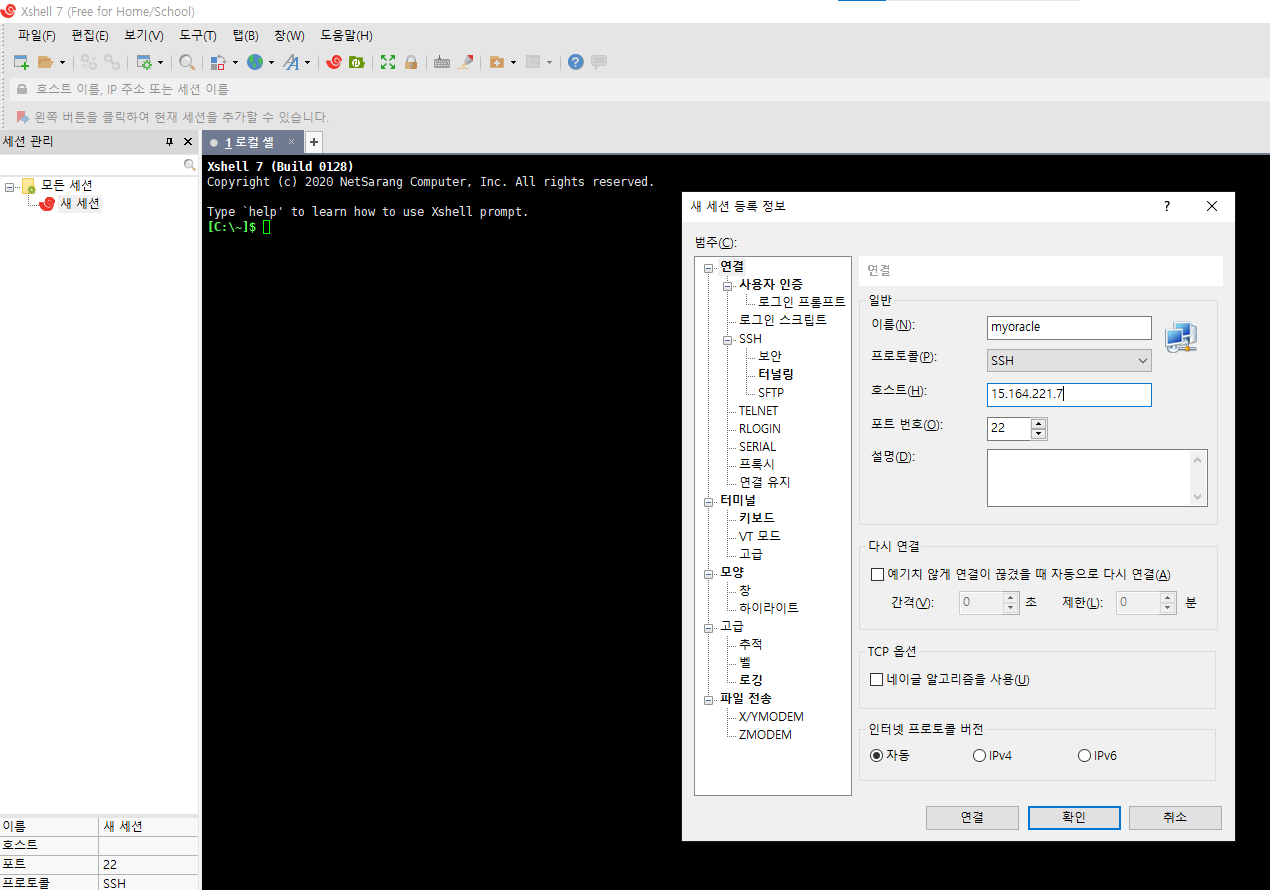 Xshell 7 (Free for Home/School)
파일(F) 편집(E) 보기(V) 도구(T) 탭(B) 창(W) 도움말(H)
호스트 이름, IP 주소 또는 세션 이름
왼쪽 버튼을 클릭하여 현재 세션을 추가할 수 있습니다.
세션 관리
모든 세션
새 세션
이름 새 세션
호스트
포트 22
프로토콜 SSH
1 로컬 셸
Xshell 7 (Build 0128)
Copyright (c) 2020 NetSarang Computer, Inc. All rights reserved.
Type `help' to learn how to use Xshell prompt.
[C:\~]$
새 세션 등록 정보
범주(C):
연결
사용자 인증
로그인 프롬프트
로그인 스크립트
SSH
보안
터널링
SFTP
TELNET
RLOGIN
SERIAL
프록시
연결 유지
터미널
키보드
VT 모드
고급
모양
창
하이라이트
고급
추적
벨
로깅
파일 전송
X/YMODEM
ZMODEM
연결
일반
이름(N): myoracle
프로토콜(P): SSH
호스트(H): 15.164.221.7
포트 번호(O): 22
설명(D):
다시 연결
예기치 않게 연결이 끊겼을 때 자동으로 다시 연결(A)
간격(V): 0 초 제한(L): 0 분
TCP 옵션
네이글 알고리즘을 사용(U)
인터넷 프로토콜 버전
자동 IPv4 IPv6
연결 확인 취소